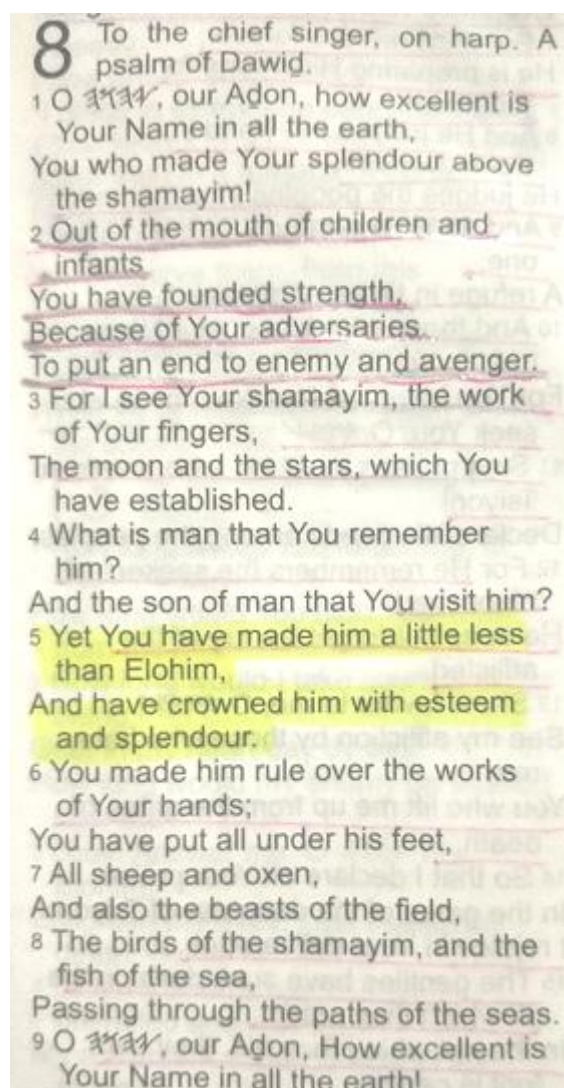 8 To the chief singer, on harp. A
psalm of Dawid.
1 O 𐤉𐤄𐤅𐤄, our Aḏon, how excellent is
Your Name in all the earth,
You who made Your splendour above
the shamayim!
2 Out of the mouth of children and
infants
You have founded strength,
Because of Your adversaries,
To put an end to enemy and avenger.
3 For I see Your shamayim, the work
of Your fingers,
The moon and the stars, which You
have established.
4 What is man that You remember
him?
And the son of man that You visit him?
5 Yet You have made him a little less
than Elohim,
And have crowned him with esteem
and splendour.
6 You made him rule over the works
of Your hands;
You have put all under his feet,
7 All sheep and oxen,
And also the beasts of the field,
8 The birds of the shamayim, and the
fish of the sea,
Passing through the paths of the seas.
9 O 𐤉𐤄𐤅𐤄, our Aḏon, How excellent is
Your Name in all the earth!